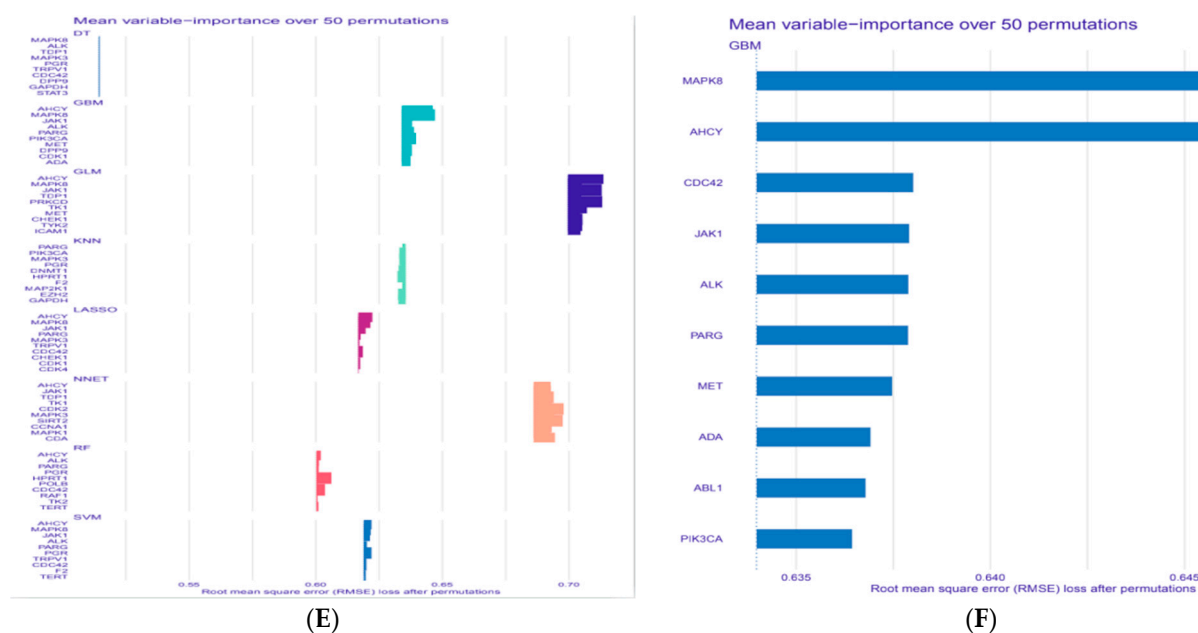 Mean variable-importance over 50 permutations
DT
MAPK8
ALK
TDP1
MAPK3
PGR
TRPV1
CDC42
DPP9
GAPDH
STAT3
GBM
AHCY
MAPK8
JAK1
ALK
PARG
PIK3CA
MET
DPP9
CDK1
ADA
GLM
AHCY
MAPK8
JAK1
TDP1
PRKCD
TK1
MET
CHEK1
TYK2
ICAM1
KNN
PARG
PIK3CA
MAPK3
PGR
DNMT1
HPRT1
F2
MAP2K1
EZH2
GAPDH
LASSO
AHCY
MAPK8
JAK1
PARG
MAPK3
TRPV1
CDC42
CHEK1
CDK1
CDK4
NNET
AHCY
JAK1
TDP1
TK1
CDK2
MAPK3
SIRT2
CCNA1
MAPK1
CDA
RF
AHCY
ALK
PARG
PGR
HPRT1
POLB
CDC42
RAF1
TK2
TERT
SVM
AHCY
MAPK8
JAK1
ALK
PARG
PGR
TRPV1
CDC42
F2
TERT
0.55 0.60 0.65 0.70
Root mean square error (RMSE) loss after permutations
(E)
Mean variable-importance over 50 permutations
GBM
MAPK8
AHCY
CDC42
JAK1
ALK
PARG
MET
ADA
ABL1
PIK3CA
0.635 0.640 0.645
Root mean square error (RMSE) loss after permutations
(F)